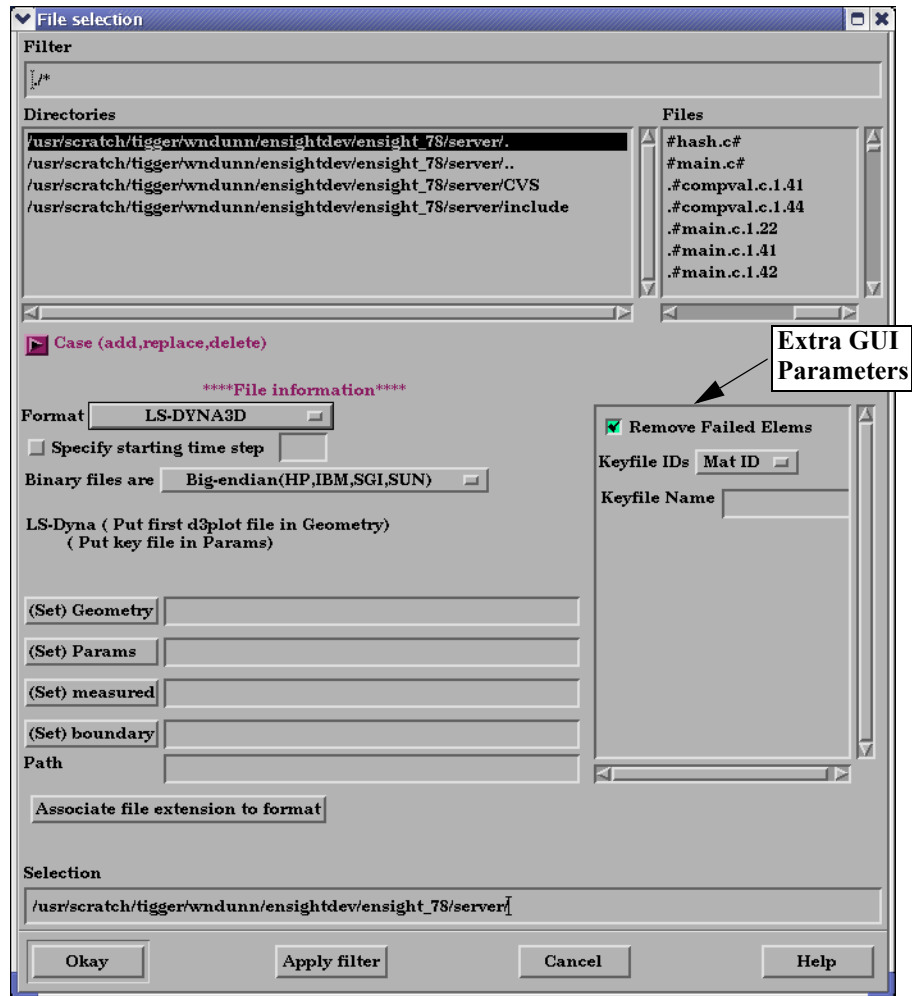 File selection
Filter
./*
Directories
/usr/scratch/tigger/wndunn/ensightdev/ensight_78/server/.
/usr/scratch/tigger/wndunn/ensightdev/ensight_78/server/..
/usr/scratch/tigger/wndunn/ensightdev/ensight_78/server/CVS
/usr/scratch/tigger/wndunn/ensightdev/ensight_78/server/include
Files
#hash.c#
#main.c#
.#compval.c.1.41
.#compval.c.1.44
.#main.c.1.22
.#main.c.1.41
.#main.c.1.42
Case (add,replace,delete)
Extra GUI
Parameters
****File information****
Format LS-DYNA3D
Specify starting time step
Binary files are Big-endian(HP,IBM,SGI,SUN)
LS-Dyna ( Put first d3plot file in Geometry)
( Put key file in Params)
Remove Failed Elems
Keyfile IDs Mat ID
Keyfile Name
(Set) Geometry
(Set) Params
(Set) measured
(Set) boundary
Path
Associate file extension to format
Selection
/usr/scratch/tigger/wndunn/ensightdev/ensight_78/server/
Okay Apply filter Cancel Help